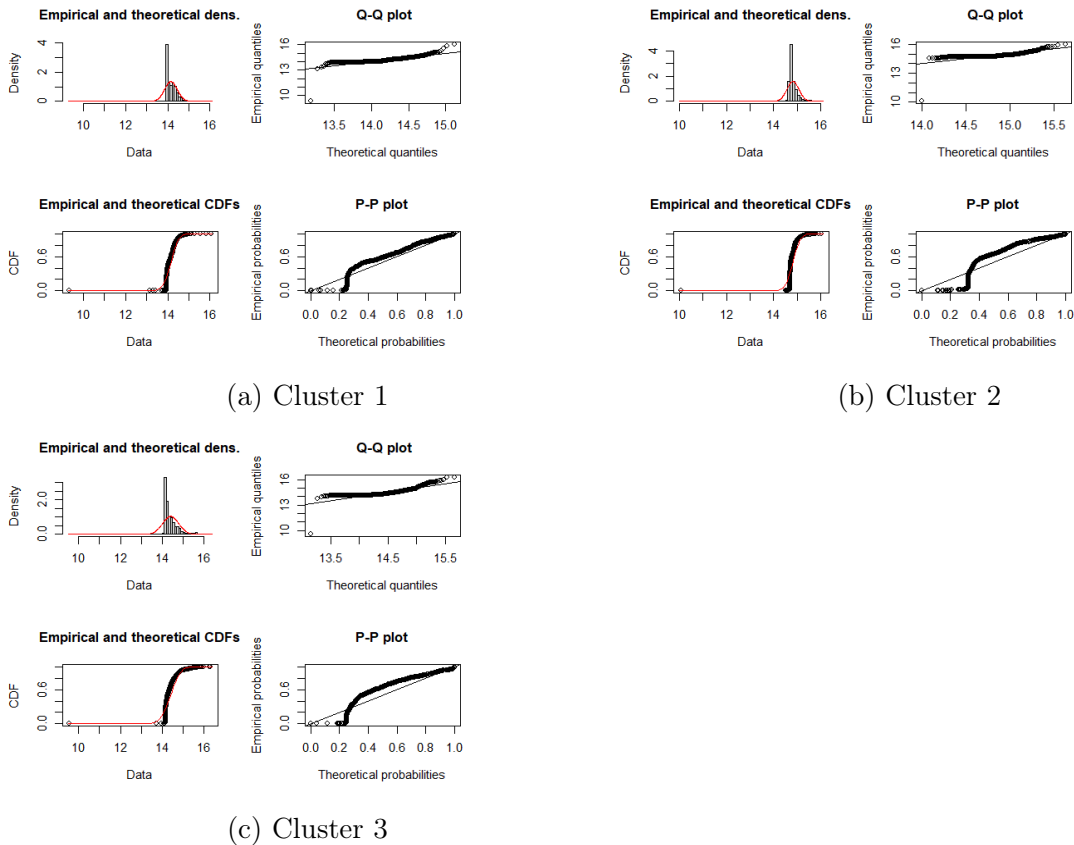 Empirical and theoretical dens.
Density
0 2 4
10 12 14 16
Data
Q-Q plot
Empirical quantiles
10 13 16
13.5 14.0 14.5 15.0
Theoretical quantiles
Empirical and theoretical CDFs
CDF
0.0 0.6
10 12 14 16
Data
P-P plot
Empirical probabilities
0.0 0.6
0.0 0.2 0.4 0.6 0.8 1.0
Theoretical probabilities
(a) Cluster 1
Empirical and theoretical dens.
Density
0 2 4
10 12 14 16
Data
Q-Q plot
Empirical quantiles
10 13 16
14.0 14.5 15.0 15.5
Theoretical quantiles
Empirical and theoretical CDFs
CDF
0.0 0.6
10 12 14 16
Data
P-P plot
Empirical probabilities
0.0 0.6
0.0 0.2 0.4 0.6 0.8 1.0
Theoretical probabilities
(b) Cluster 2
Empirical and theoretical dens.
Density
0.0 2.0
10 12 14 16
Data
Q-Q plot
Empirical quantiles
10 13 16
13.5 14.5 15.5
Theoretical quantiles
Empirical and theoretical CDFs
CDF
0.0 0.6
10 12 14 16
Data
P-P plot
Empirical probabilities
0.0 0.6
0.0 0.2 0.4 0.6 0.8 1.0
Theoretical probabilities
(c) Cluster 3